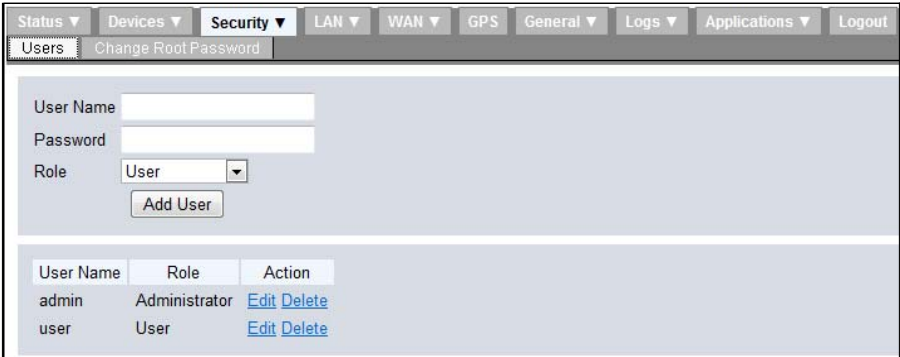 Status ▼ Devices ▼ Security ▼ LAN ▼ WAN ▼ GPS General ▼ Logs ▼ Applications ▼ Logout
Users Change Root Password
User Name
Password
Role User
Add User
User Name Role Action
admin Administrator Edit Delete
user User Edit Delete